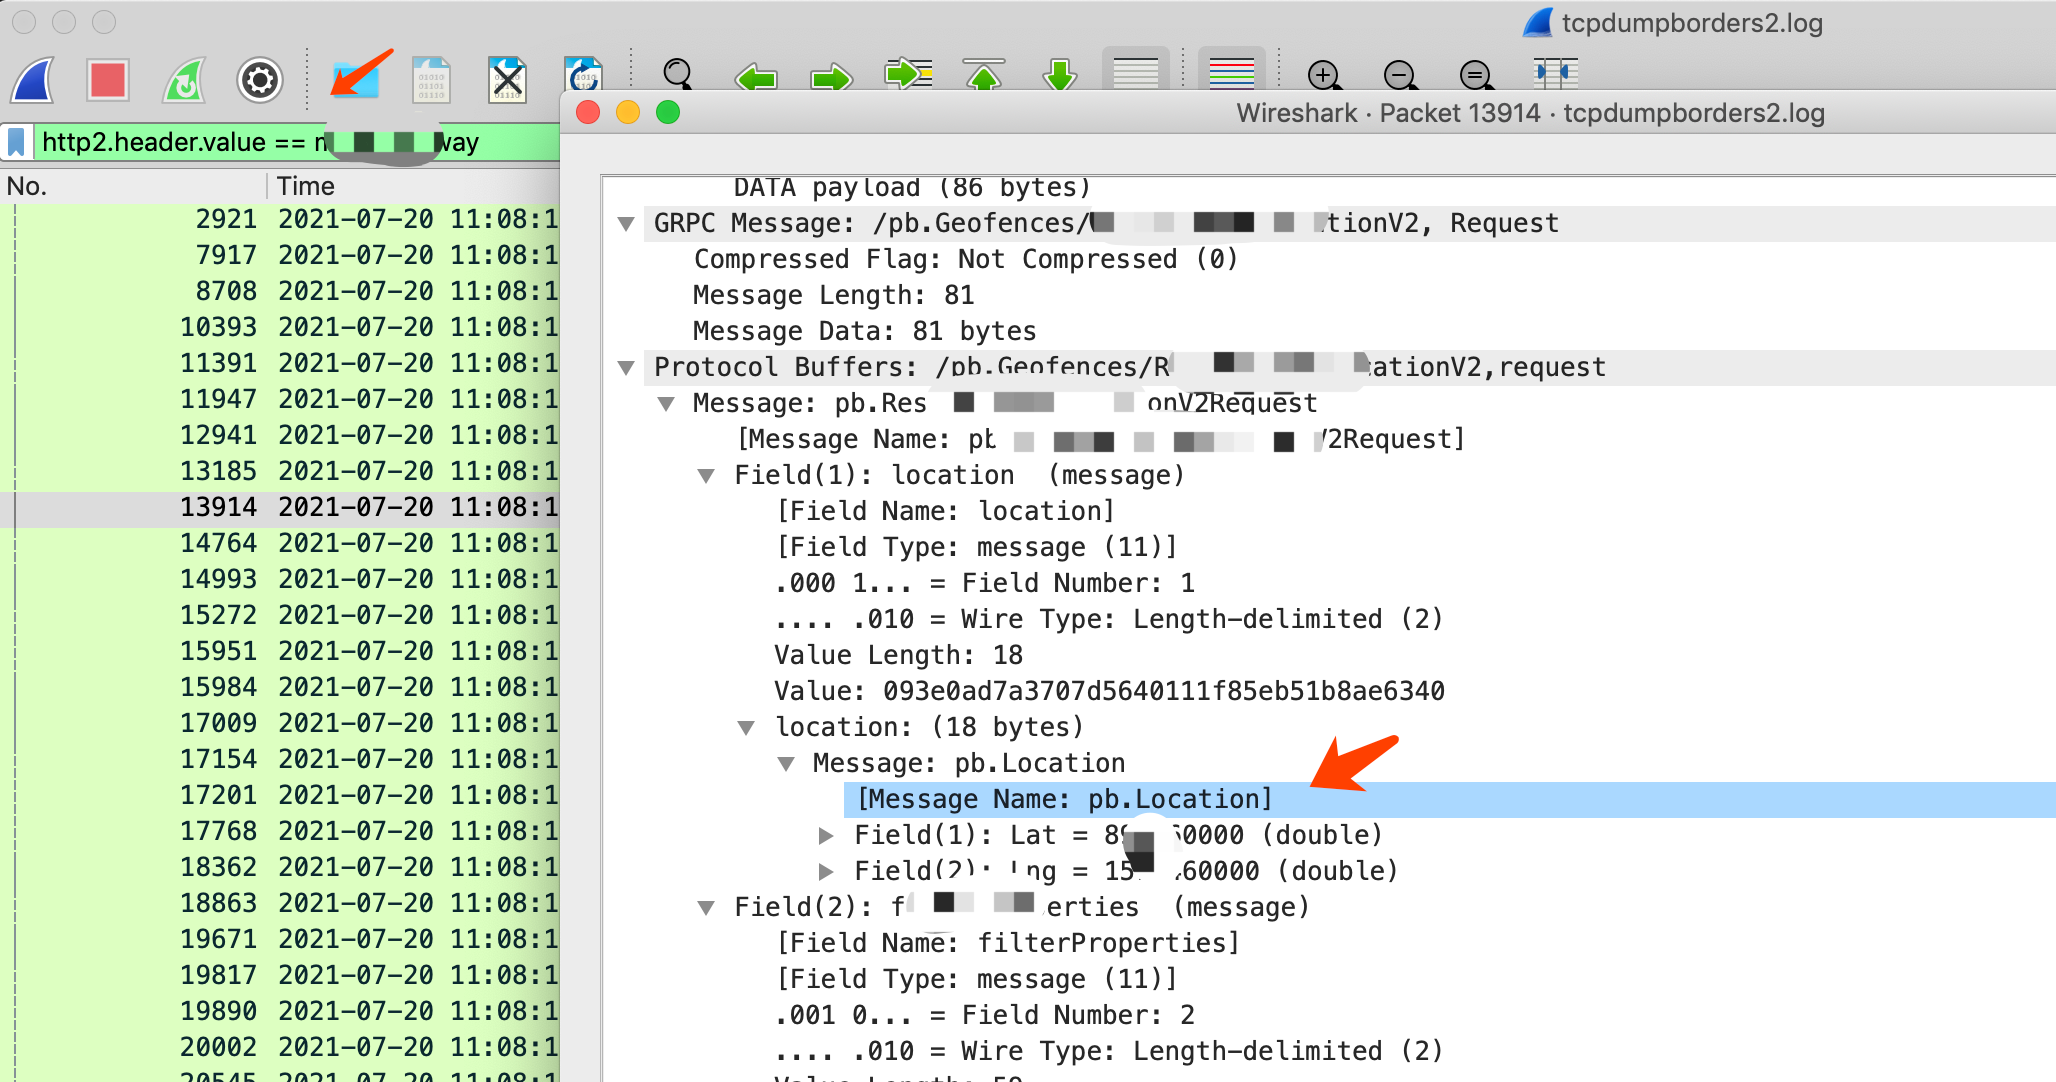 tcpdumpborders2.log
Wireshark · Packet 13914 · tcpdumpborders2.log
http2.header.value ==
No. Time
2921 2021-07-20 11:08:1
7917 2021-07-20 11:08:1
8708 2021-07-20 11:08:1
10393 2021-07-20 11:08:1
11391 2021-07-20 11:08:1
11947 2021-07-20 11:08:1
12941 2021-07-20 11:08:1
13185 2021-07-20 11:08:1
13914 2021-07-20 11:08:1
14764 2021-07-20 11:08:1
14993 2021-07-20 11:08:1
15272 2021-07-20 11:08:1
15951 2021-07-20 11:08:1
15984 2021-07-20 11:08:1
17009 2021-07-20 11:08:1
17154 2021-07-20 11:08:1
17201 2021-07-20 11:08:1
17768 2021-07-20 11:08:1
18362 2021-07-20 11:08:1
18863 2021-07-20 11:08:1
19671 2021-07-20 11:08:1
19817 2021-07-20 11:08:1
19890 2021-07-20 11:08:1
20002 2021-07-20 11:08:1
20545 2021-07-20 11:08:1
DATA payload (86 bytes)
GRPC Message: /pb.Geofences/ tionV2, Request
Compressed Flag: Not Compressed (0)
Message Length: 81
Message Data: 81 bytes
Protocol Buffers: /pb.Geofences/R cationV2,request
Message: pb.Res onV2Request
[Message Name: pb V2Request]
Field(1): location (message)
[Field Name: location]
[Field Type: message (11)]
.000 1... = Field Number: 1
.... .010 = Wire Type: Length-delimited (2)
Value Length: 18
Value: 093e0ad7a3707d5640111f85eb51b8ae6340
location: (18 bytes)
Message: pb.Location
[Message Name: pb.Location]
Field(1): Lat = 0000 (double)
Field(2): Lng = 15 60000 (double)
Field(2): f erties (message)
[Field Name: filterProperties]
[Field Type: message (11)]
.001 0... = Field Number: 2
.... .010 = Wire Type: Length-delimited (2)
Value Length: 59